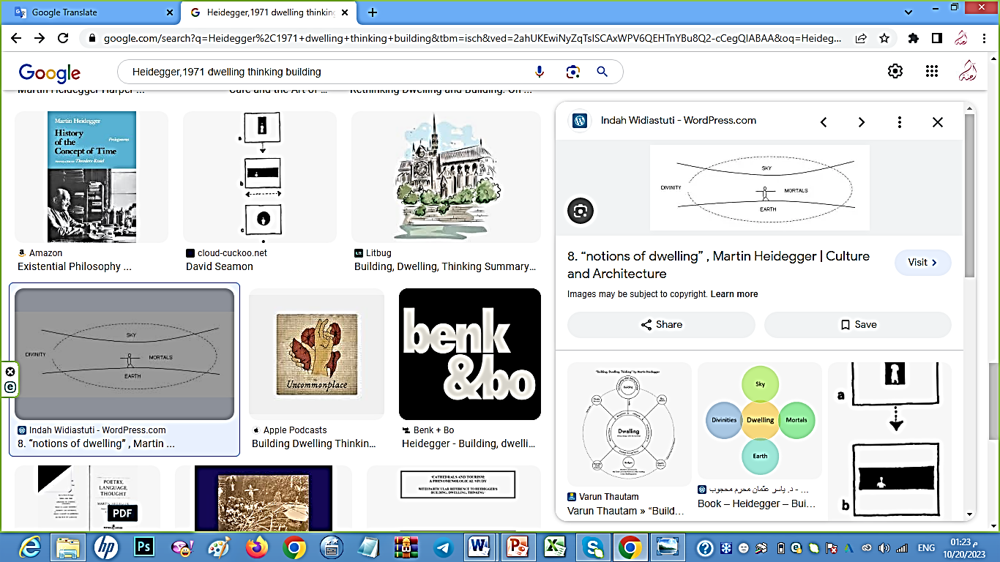 Google Translate
Heidegger,1971 dwelling thinking
google.com/search?q=Heidegger%2C1971+dwelling+thinking+building&tbm=isch&ved=2ahUKEwiNyZqTsISCAxWPV6QEHTnYBu8Q2-cCegQIABAA&oq=Heideg...
Google
Heidegger,1971 dwelling thinking building
Martin Heidegger Harper ...
Care and the Art of ...
Rethinking Dwelling and Building. On ...
Martin Heidegger
History
of the
Concept of Time
Prolegomena
TRANSLATED BY Theodore Kisiel
a
b
c
Amazon
Existential Philosophy ...
cloud-cuckoo.net
David Seamon
Lit
Litbug
Building, Dwelling, Thinking Summary...
SKY
DIVINITY
MORTALS
EARTH
Indah Widiastuti - WordPress.com
8. “notions of dwelling” , Martin ...
Uncommonplace
Apple Podcasts
Building Dwelling Thinkin...
benk
&bo
Benk + Bo
Heidegger - Building, dwelli...
POETRY,
LANGUAGE,
THOUGHT
PDF
'CATHEDRALS AND TOURISM:
A PHENOMENOLOGICAL STUDY
WITH PARTICULAR REFERENCE TO HEIDEGGER'S
BUILDING, DWELLING, THINKING'
Indah Widiastuti - WordPress.com
SKY
DIVINITY
MORTALS
EARTH
8. “notions of dwelling” , Martin Heidegger | Culture
and Architecture
Visit
Images may be subject to copyright. Learn more
Share
Save
"Building, Dwelling, Thinking" by Martin Heidegger
Building
Dwelling
Varun Thautam
Varun Thautam » “Build...
Sky
Divinities
Dwelling
Mortals
Earth
د. ياسر عثمان محرم محجوب - ...
Book – Heidegger – Bui...
a
b
hp
Ps
ENG
01:23 م
10/20/2023